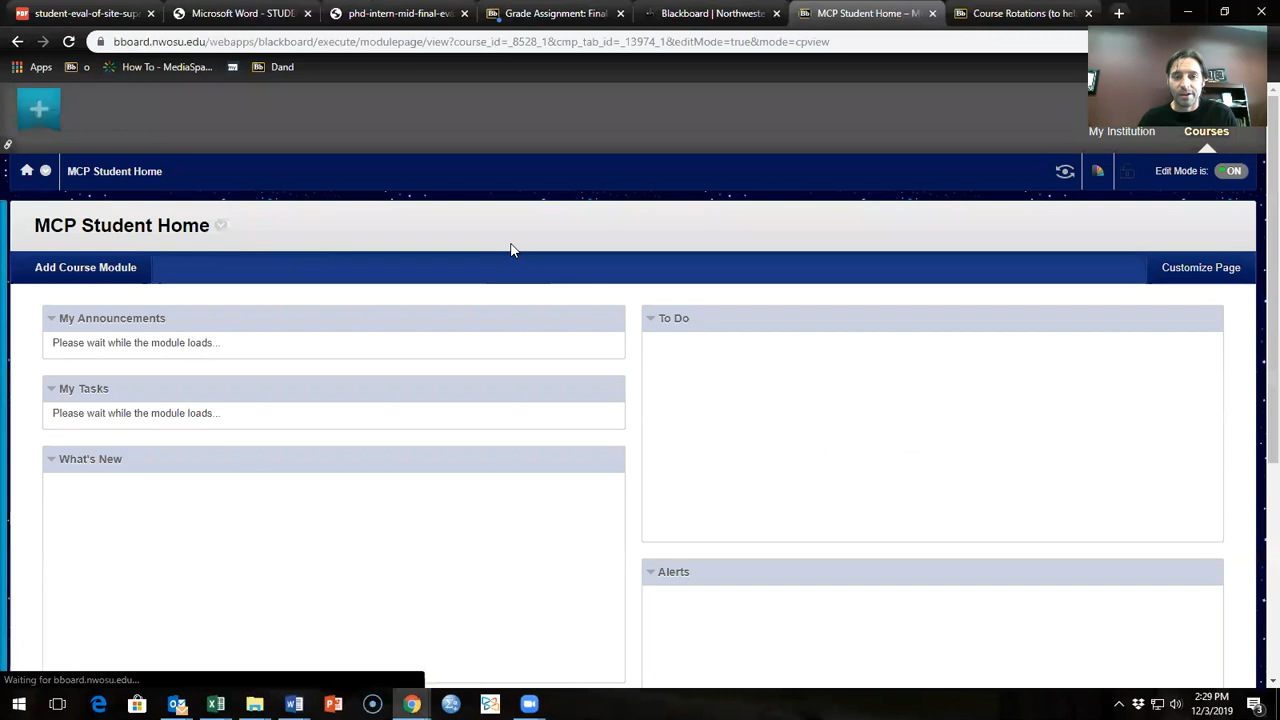 student-eval-of-site-sup
Microsoft Word - STUDE
phd-intern-mid-final-ev
Grade Assignment: Final
Blackboard | Northweste
MCP Student Home – M
Course Rotations (to hel
bboard.nwosu.edu/webapps/blackboard/execute/modulepage/view?course_id=_8528_1&cmp_tab_id=_13974_1&editMode=true&mode=cpview
Apps
Bb o
How To - MediaSpa...
Bb Dand
My Institution
Courses
MCP Student Home
Edit Mode is: ON
MCP Student Home
Add Course Module
Customize Page
My Announcements
Please wait while the module loads...
To Do
My Tasks
Please wait while the module loads...
What's New
Alerts
Waiting for bboard.nwosu.edu...
2:29 PM
12/3/2019